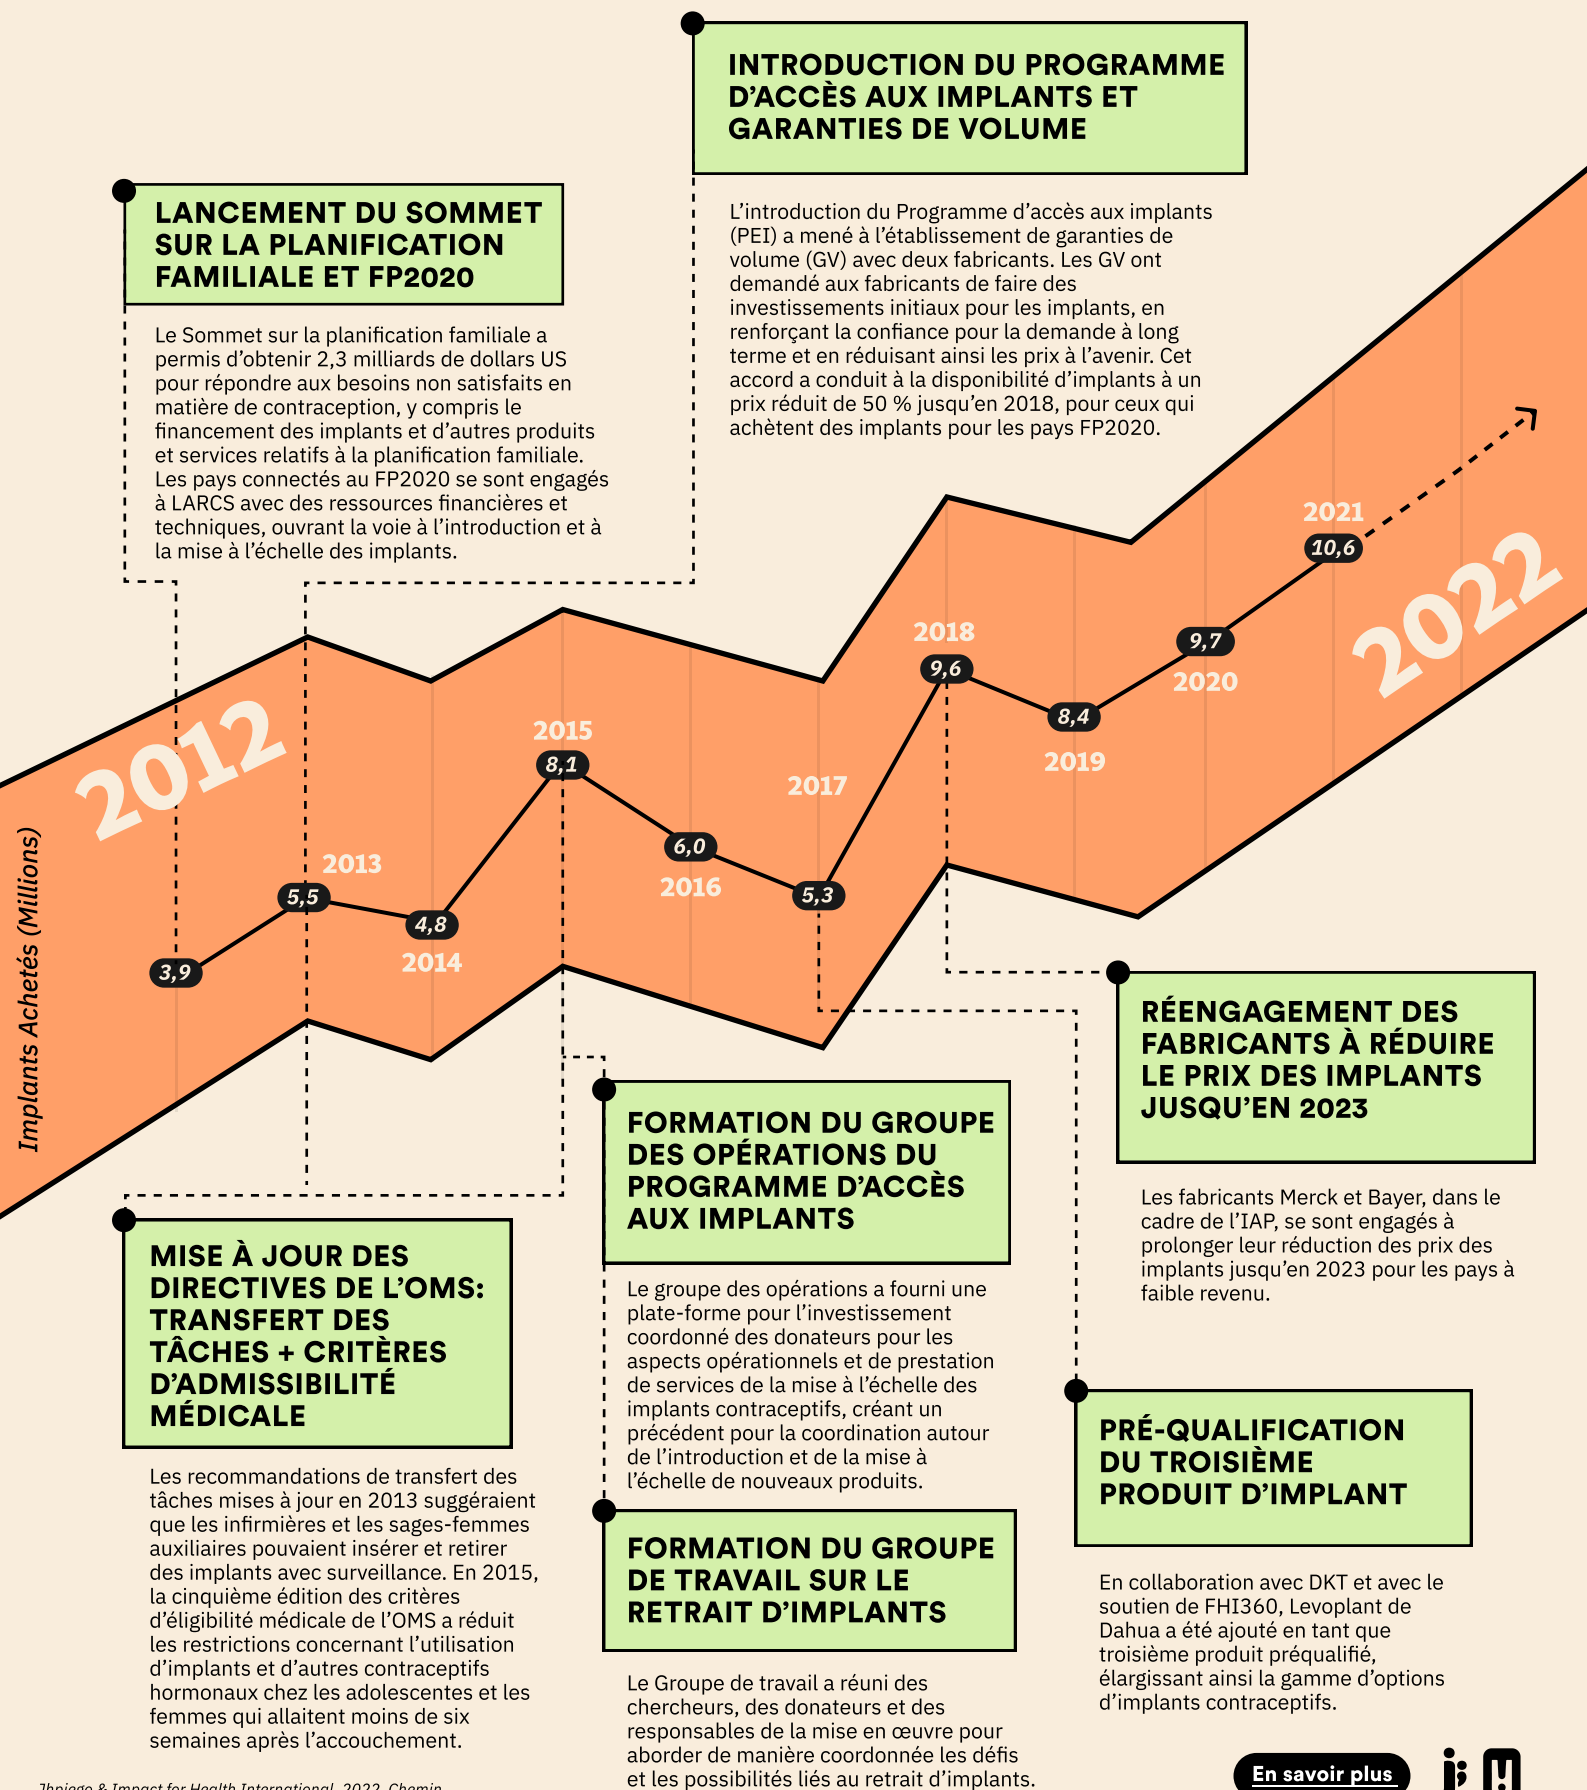 INTRODUCTION DU PROGRAMME
D’ACCÈS AUX IMPLANTS ET
GARANTIES DE VOLUME
L’introduction du Programme d’accès aux implants
(PEI) a mené à l’établissement de garanties de
volume (GV) avec deux fabricants. Les GV ont
demandé aux fabricants de faire des
investissements initiaux pour les implants, en
renforçant la confiance pour la demande à long
terme et en réduisant ainsi les prix à l’avenir. Cet
accord a conduit à la disponibilité d’implants à un
prix réduit de 50 % jusqu’en 2018, pour ceux qui
achètent des implants pour les pays FP2020.
LANCEMENT DU SOMMET
SUR LA PLANIFICATION
FAMILIALE ET FP2020
Le Sommet sur la planification familiale a
permis d’obtenir 2,3 milliards de dollars US
pour répondre aux besoins non satisfaits en
matière de contraception, y compris le
financement des implants et d’autres produits
et services relatifs à la planification familiale.
Les pays connectés au FP2020 se sont engagés
à LARCS avec des ressources financières et
techniques, ouvrant la voie à l’introduction et à
la mise à l’échelle des implants.
Implants Achetés (Millions)
2012
3,9
2013
5,5
4,8
2014
2015
8,1
6,0
2016
2017
5,3
2018
9,6
8,4
2019
9,7
2020
2021
10,6
2022
RÉENGAGEMENT DES
FABRICANTS À RÉDUIRE
LE PRIX DES IMPLANTS
JUSQU’EN 2023
Les fabricants Merck et Bayer, dans le
cadre de l’IAP, se sont engagés à
prolonger leur réduction des prix des
implants jusqu’en 2023 pour les pays à
faible revenu.
FORMATION DU GROUPE
DES OPÉRATIONS DU
PROGRAMME D’ACCÈS
AUX IMPLANTS
Le groupe des opérations a fourni une
plate-forme pour l’investissement
coordonné des donateurs pour les
aspects opérationnels et de prestation
de services de la mise à l’échelle des
implants contraceptifs, créant un
précédent pour la coordination autour
de l’introduction et de la mise à
l’échelle de nouveaux produits.
MISE À JOUR DES
DIRECTIVES DE L’OMS:
TRANSFERT DES
TÂCHES + CRITÈRES
D’ADMISSIBILITÉ
MÉDICALE
Les recommandations de transfert des
tâches mises à jour en 2013 suggéraient
que les infirmières et les sages-femmes
auxiliaires pouvaient insérer et retirer
des implants avec surveillance. En 2015,
la cinquième édition des critères
d’éligibilité médicale de l’OMS a réduit
les restrictions concernant l’utilisation
d’implants et d’autres contraceptifs
hormonaux chez les adolescentes et les
femmes qui allaitent moins de six
semaines après l’accouchement.
FORMATION DU GROUPE
DE TRAVAIL SUR LE
RETRAIT D’IMPLANTS
Le Groupe de travail a réuni des
chercheurs, des donateurs et des
responsables de la mise en œuvre pour
aborder de manière coordonnée les défis
et les possibilités liés au retrait d’implants.
PRÉ-QUALIFICATION
DU TROISIÈME
PRODUIT D’IMPLANT
En collaboration avec DKT et avec le
soutien de FHI360, Levoplant de
Dahua a été ajouté en tant que
troisième produit préqualifié,
élargissant ainsi la gamme d’options
d’implants contraceptifs.
En savoir plus
Jhpiego & Impact for Health International, 2022. Chemin